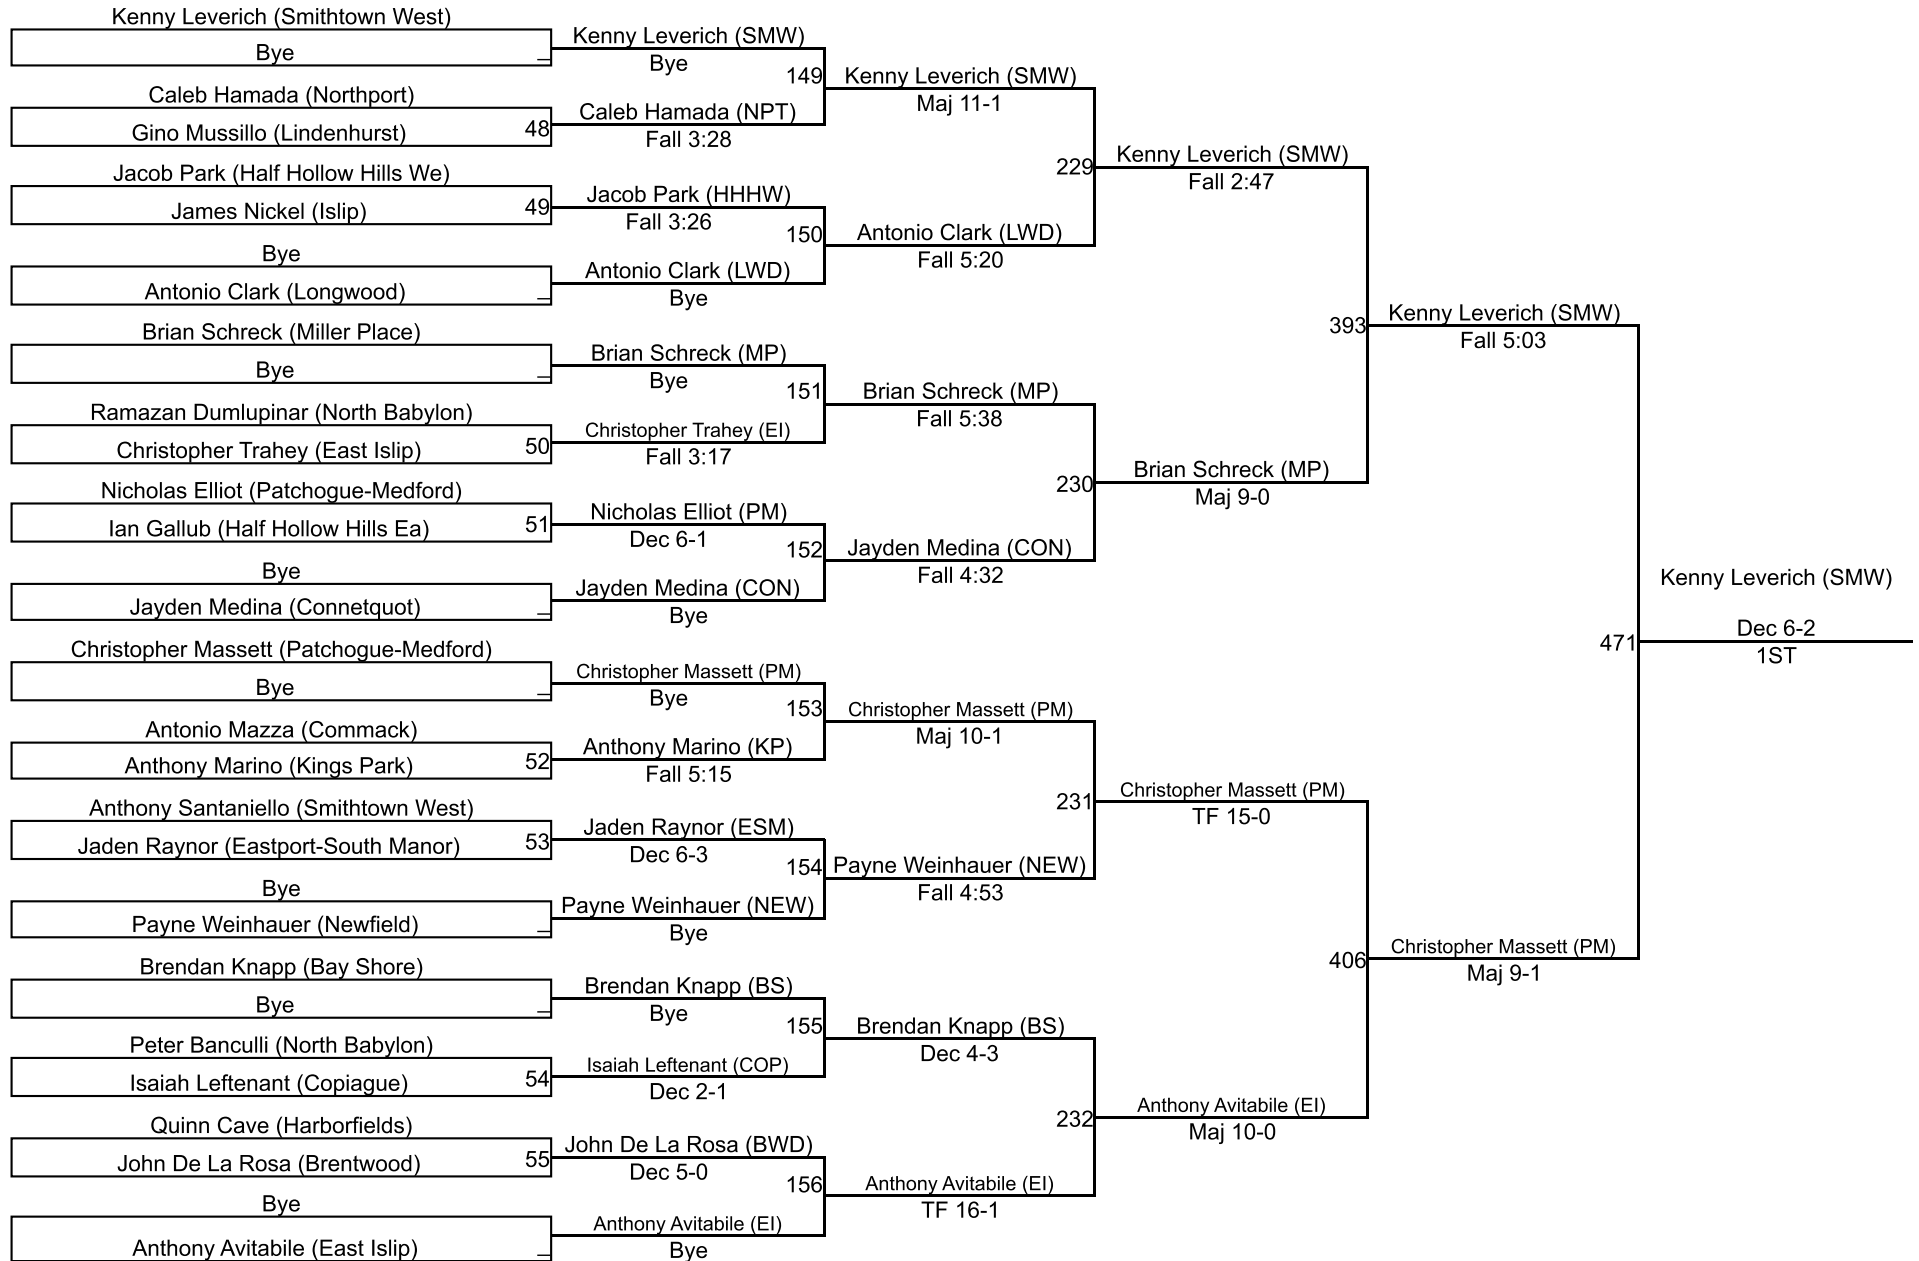 Kenny Leverich (Smithtown West)
Bye
_
Caleb Hamada (Northport)
Gino Mussillo (Lindenhurst)
48
Jacob Park (Half Hollow Hills We)
James Nickel (Islip)
49
Bye
Antonio Clark (Longwood)
_
Brian Schreck (Miller Place)
Bye
_
Ramazan Dumlupinar (North Babylon)
Christopher Trahey (East Islip)
50
Nicholas Elliot (Patchogue-Medford)
Ian Gallub (Half Hollow Hills Ea)
51
Bye
Jayden Medina (Connetquot)
_
Christopher Massett (Patchogue-Medford)
Bye
_
Antonio Mazza (Commack)
Anthony Marino (Kings Park)
52
Anthony Santaniello (Smithtown West)
Jaden Raynor (Eastport-South Manor)
53
Bye
Payne Weinhauer (Newfield)
_
Brendan Knapp (Bay Shore)
Bye
_
Peter Banculli (North Babylon)
Isaiah Leftenant (Copiague)
54
Quinn Cave (Harborfields)
John De La Rosa (Brentwood)
55
Bye
Anthony Avitabile (East Islip)
_
Kenny Leverich (SMW)
Bye
149
Caleb Hamada (NPT)
Fall 3:28
Jacob Park (HHHW)
Fall 3:26
150
Antonio Clark (LWD)
Bye
Brian Schreck (MP)
Bye
151
Christopher Trahey (EI)
Fall 3:17
Nicholas Elliot (PM)
Dec 6-1
152
Jayden Medina (CON)
Bye
Christopher Massett (PM)
Bye
153
Anthony Marino (KP)
Fall 5:15
Jaden Raynor (ESM)
Dec 6-3
154
Payne Weinhauer (NEW)
Bye
Brendan Knapp (BS)
Bye
155
Isaiah Leftenant (COP)
Dec 2-1
John De La Rosa (BWD)
Dec 5-0
156
Anthony Avitabile (EI)
Bye
Kenny Leverich (SMW)
Maj 11-1
229
Antonio Clark (LWD)
Fall 5:20
Brian Schreck (MP)
Fall 5:38
230
Jayden Medina (CON)
Fall 4:32
Christopher Massett (PM)
Maj 10-1
231
Payne Weinhauer (NEW)
Fall 4:53
Brendan Knapp (BS)
Dec 4-3
232
Anthony Avitabile (EI)
TF 16-1
Kenny Leverich (SMW)
Fall 2:47
393
Brian Schreck (MP)
Maj 9-0
Christopher Massett (PM)
TF 15-0
406
Anthony Avitabile (EI)
Maj 10-0
Kenny Leverich (SMW)
Fall 5:03
471
Christopher Massett (PM)
Maj 9-1
Kenny Leverich (SMW)
Dec 6-2
1ST